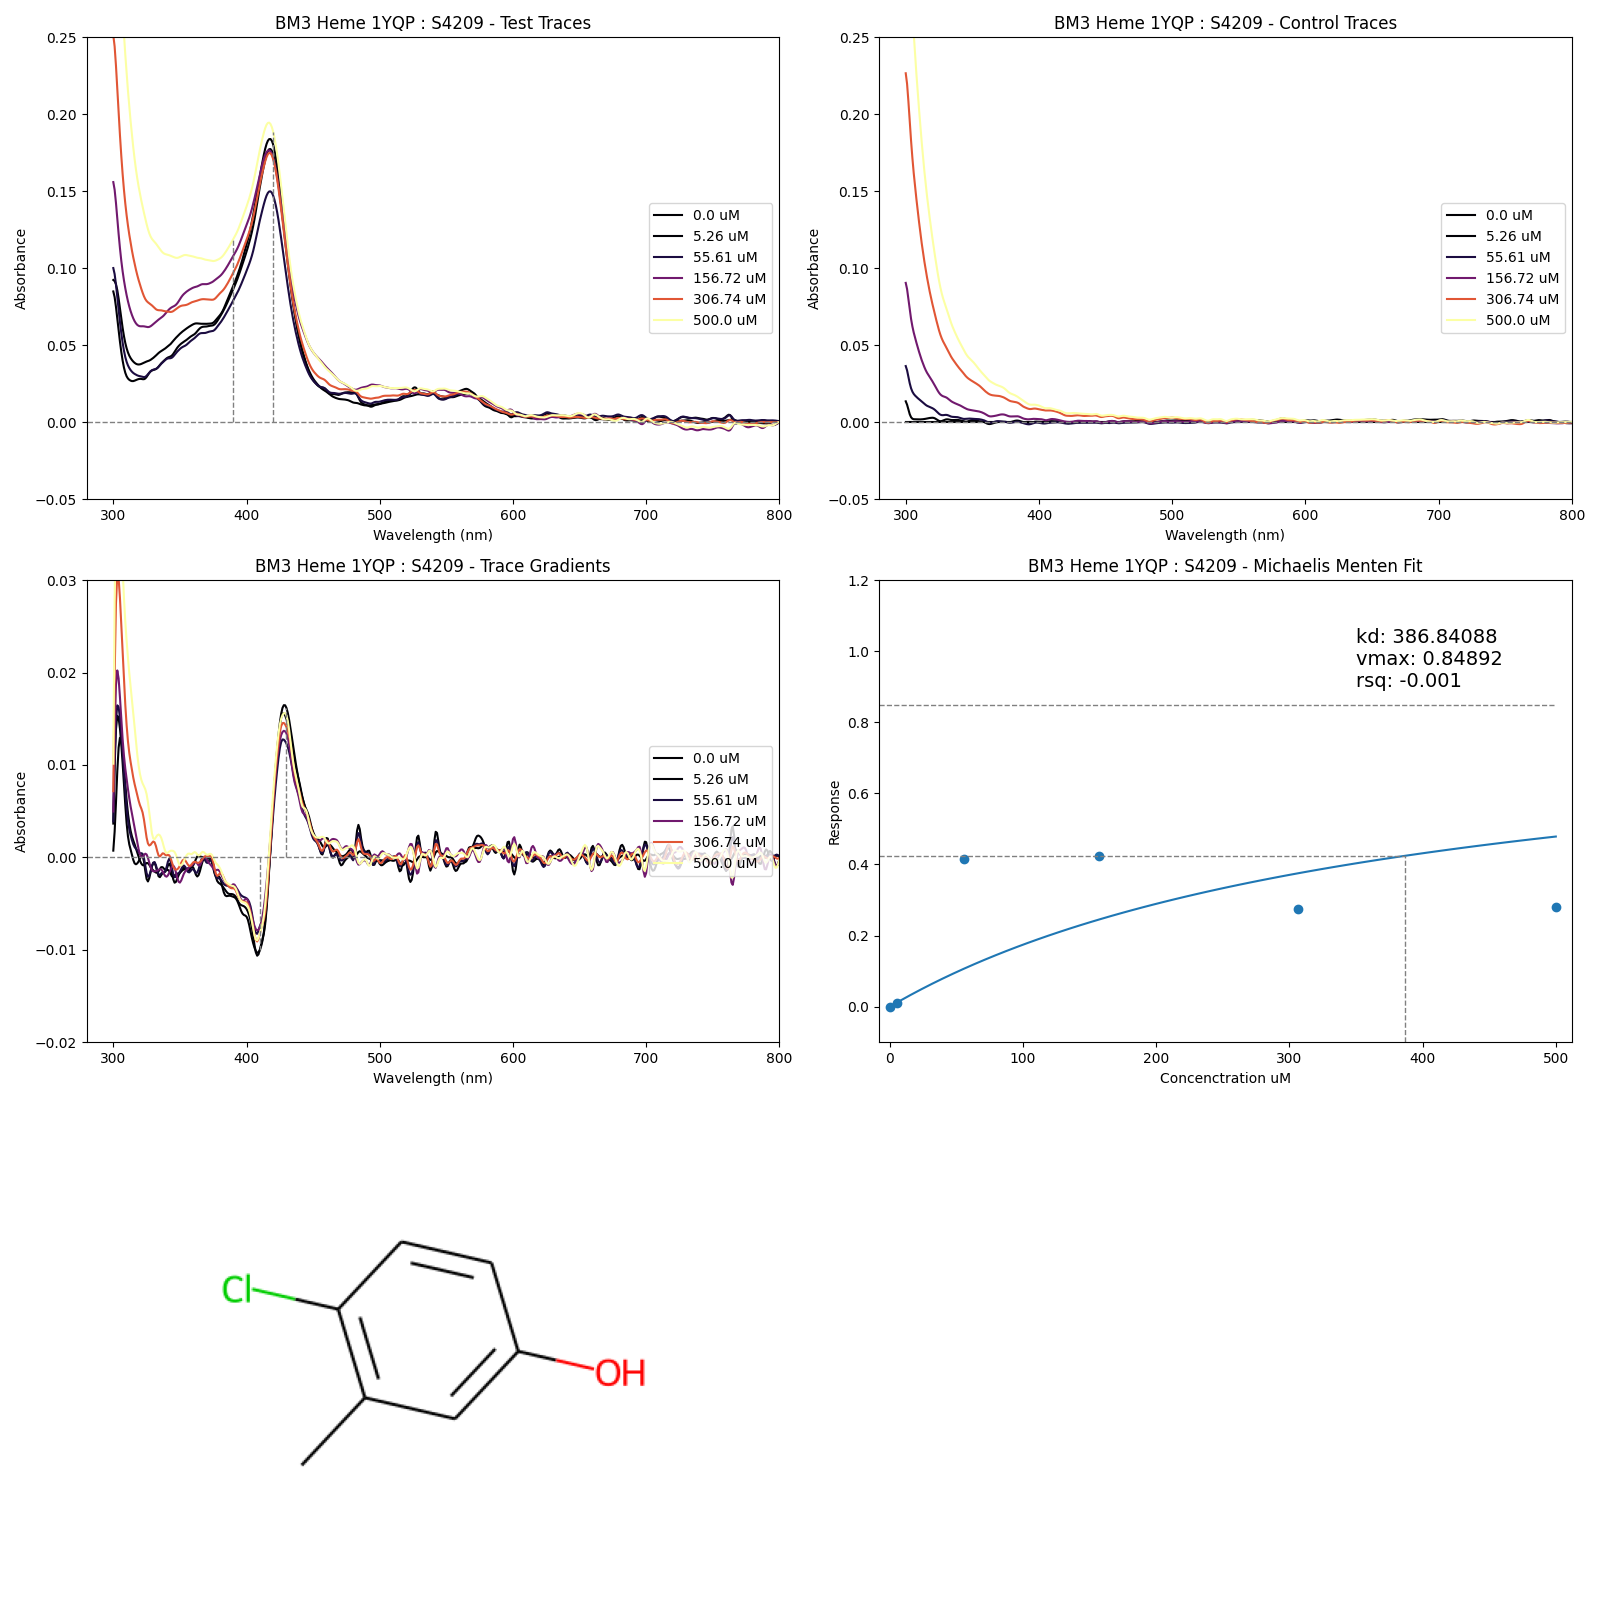 BM3 Heme 1YQP : S4209 - Test Traces
0.25
0.20
0.15
0.10
0.05
0.00
−0.05
Absorbance
300 400 500 600 700 800
Wavelength (nm)
0.0 uM
5.26 uM
55.61 uM
156.72 uM
306.74 uM
500.0 uM
BM3 Heme 1YQP : S4209 - Control Traces
0.25
0.20
0.15
0.10
0.05
0.00
−0.05
Absorbance
300 400 500 600 700 800
Wavelength (nm)
0.0 uM
5.26 uM
55.61 uM
156.72 uM
306.74 uM
500.0 uM
BM3 Heme 1YQP : S4209 - Trace Gradients
0.03
0.02
0.01
0.00
−0.01
−0.02
Absorbance
300 400 500 600 700 800
Wavelength (nm)
0.0 uM
5.26 uM
55.61 uM
156.72 uM
306.74 uM
500.0 uM
BM3 Heme 1YQP : S4209 - Michaelis Menten Fit
1.2
1.0
0.8
0.6
0.4
0.2
0.0
Response
kd: 386.84088
vmax: 0.84892
rsq: -0.001
0 100 200 300 400 500
Concenctration uM
Cl
OH